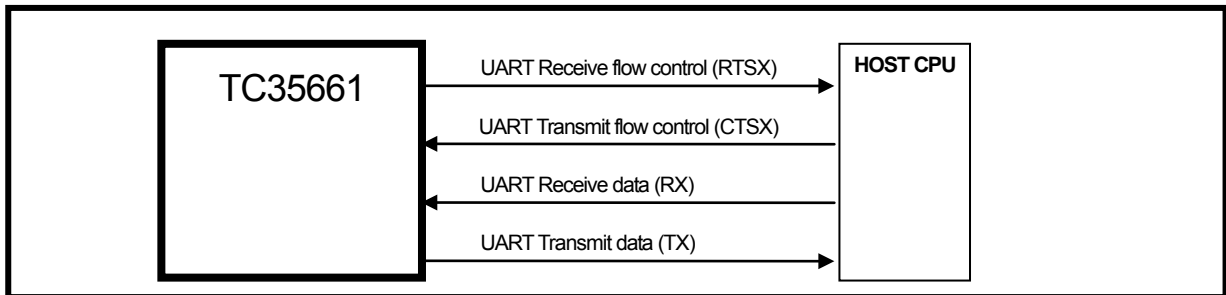 TC35661
UART Receive flow control (RTSX)
HOST CPU
UART Transmit flow control (CTSX)
UART Receive data (RX)
UART Transmit data (TX)